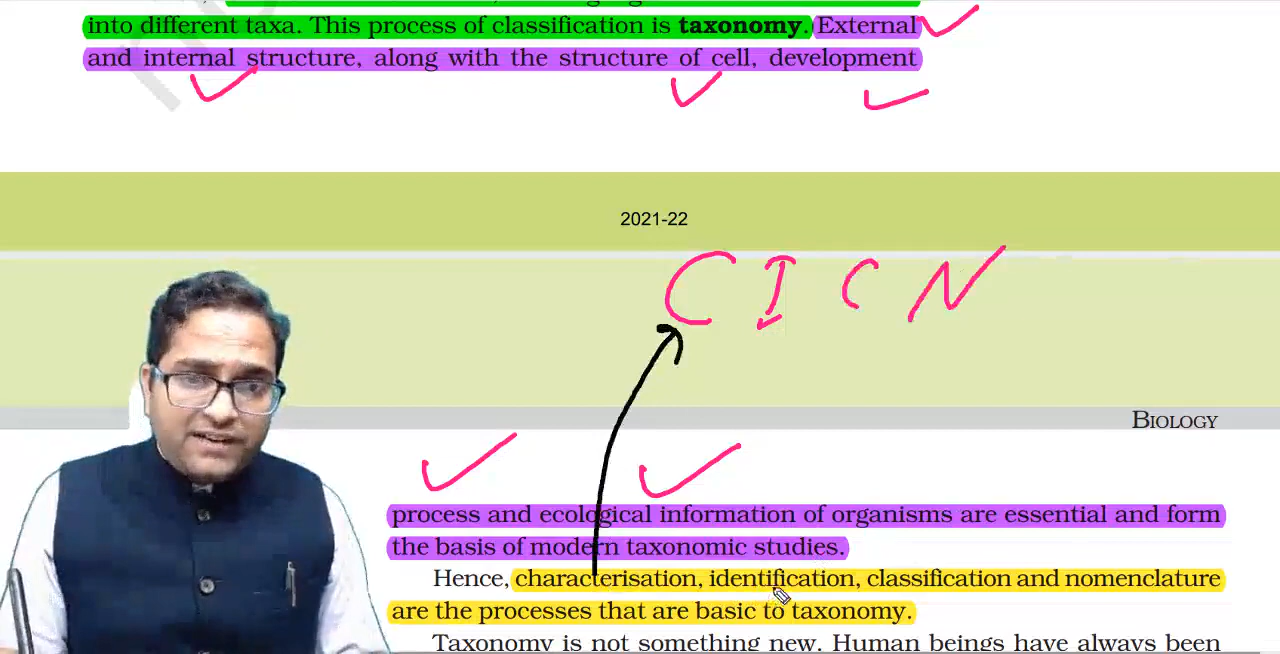 into different taxa. This process of classification is taxonomy. External
and internal structure, along with the structure of cell, development
2021-22
C I C N
BIOLOGY
process and ecological information of organisms are essential and form
the basis of modern taxonomic studies.
Hence, characterisation, identification, classification and nomenclature
are the processes that are basic to taxonomy.
Taxonomy is not something new. Human beings have always been